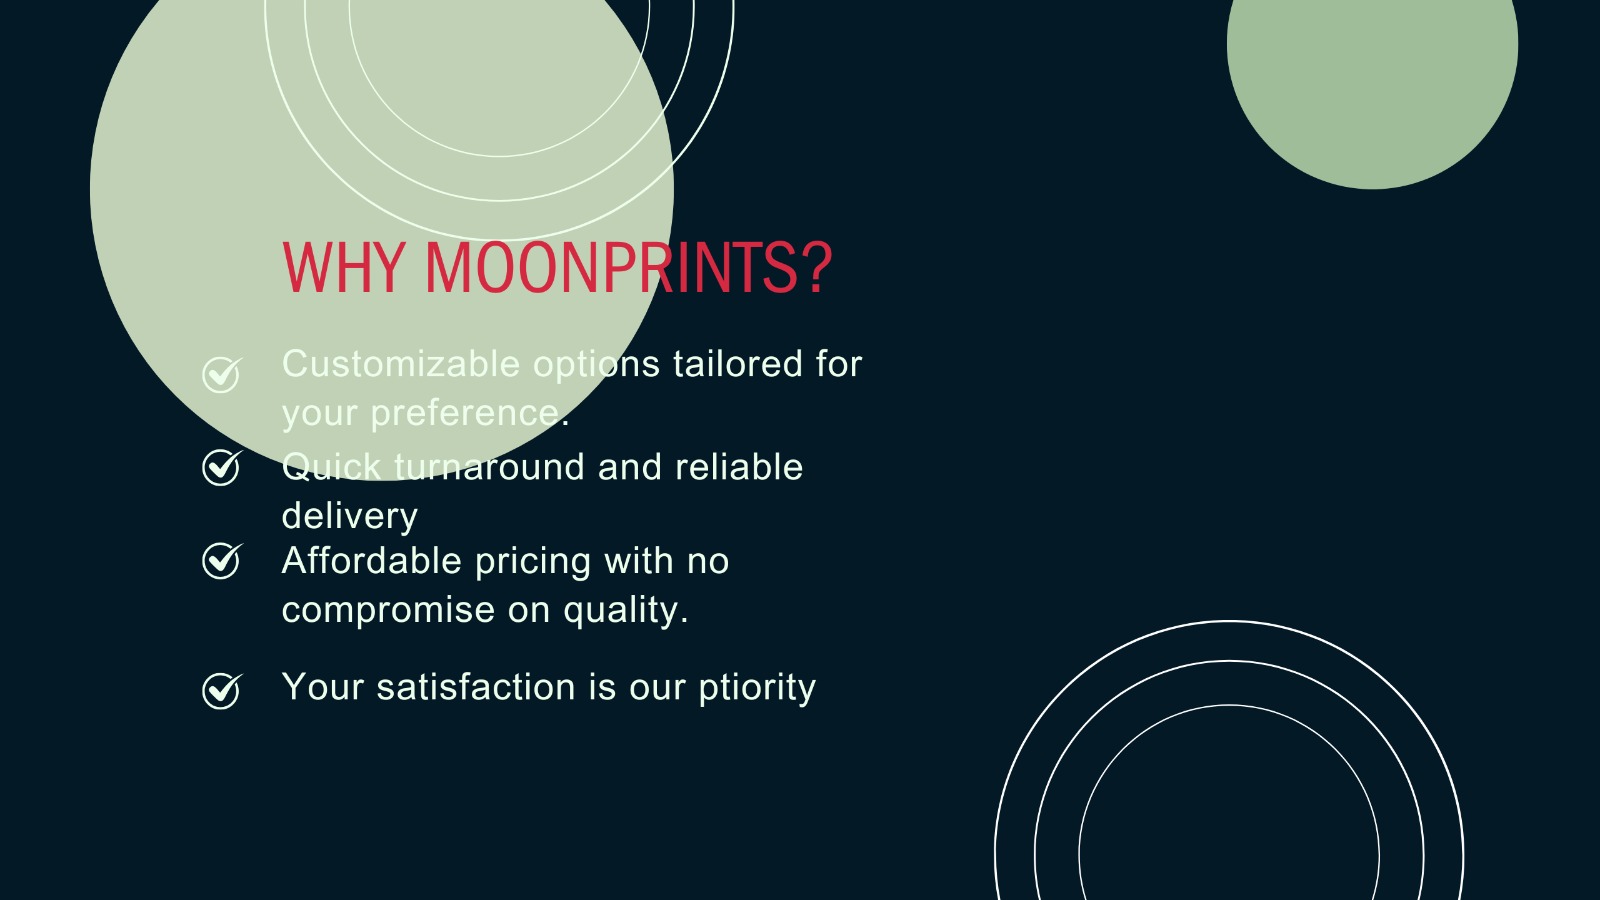 WHY MOONPRINTS?
Customizable options tailored for
your preference.
Quick turnaround and reliable
delivery
Affordable pricing with no
compromise on quality.
Your satisfaction is our ptiority